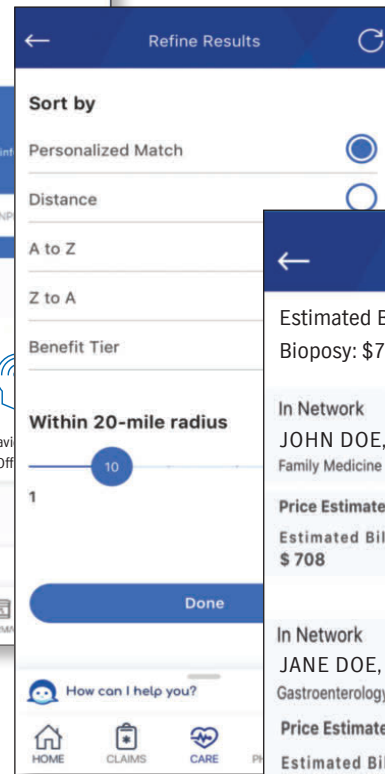 Refine Results
Sort by
Personalized Match
Distance
A to Z
Z to A
Benefit Tier
Within 20-mile radius
10
1
Done
How can I help you?
HOME
CLAIMS
CARE
Estimated
Bioposy: $7
In Network
JOHN DOE,
Family Medicine
Price Estimate
Estimated Bil
$ 708
In Network
JANE DOE,
Gastroenterology
Price Estimate
Estimated Bil